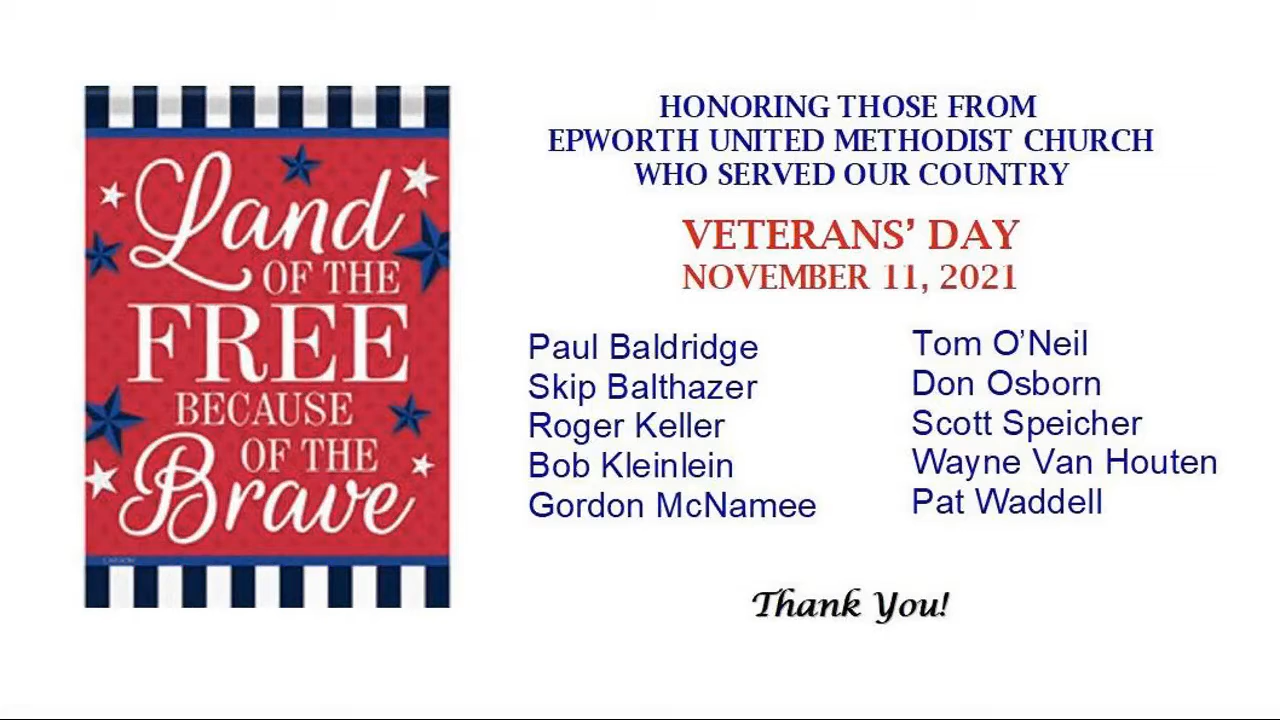 Land
OF THE
FREE
BECAUSE
OF THE
Brave
HONORING THOSE FROM
EPWORTH UNITED METHODIST CHURCH
WHO SERVED OUR COUNTRY
VETERANS’ DAY
NOVEMBER 11, 2021
Paul Baldridge
Skip Balthazer
Roger Keller
Bob Kleinlein
Gordon McNamee
Tom O’Neil
Don Osborn
Scott Speicher
Wayne Van Houten
Pat Waddell
Thank You!